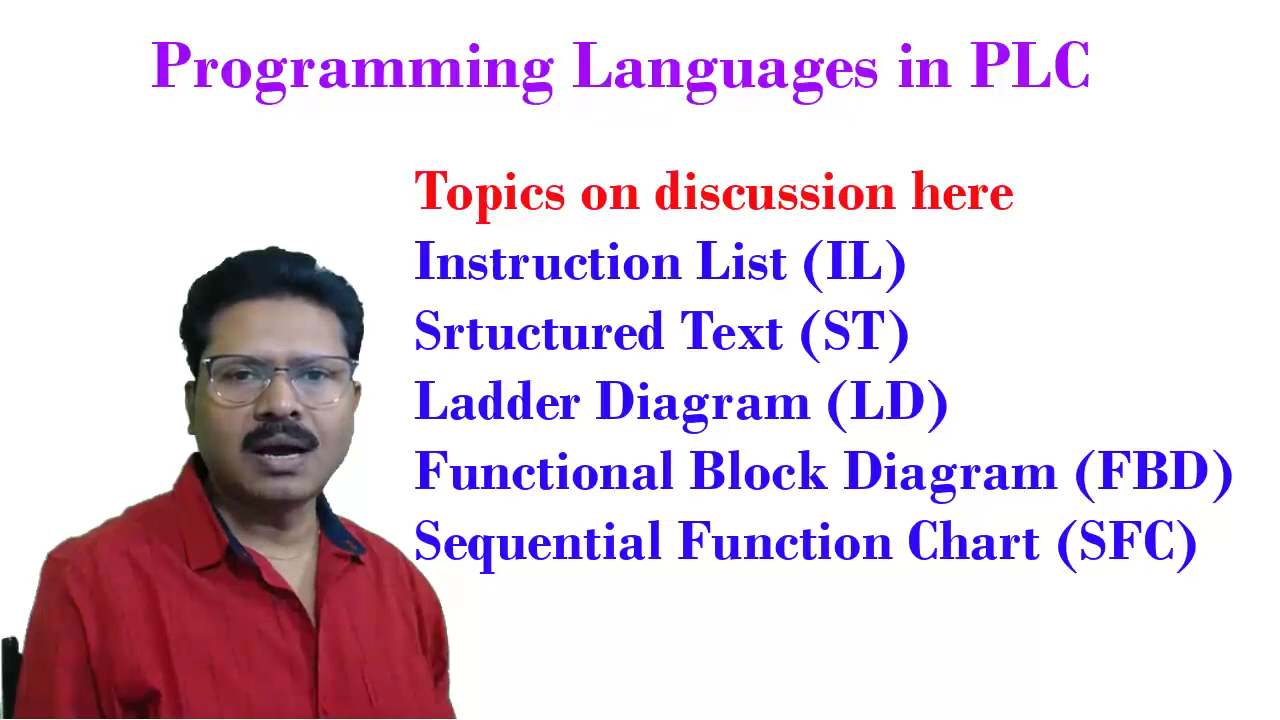 Programming Languages in PLC
Topics on discussion here
Instruction List (IL)
Srtuctured Text (ST)
Ladder Diagram (LD)
Functional Block Diagram (FBD)
Sequential Function Chart (SFC)